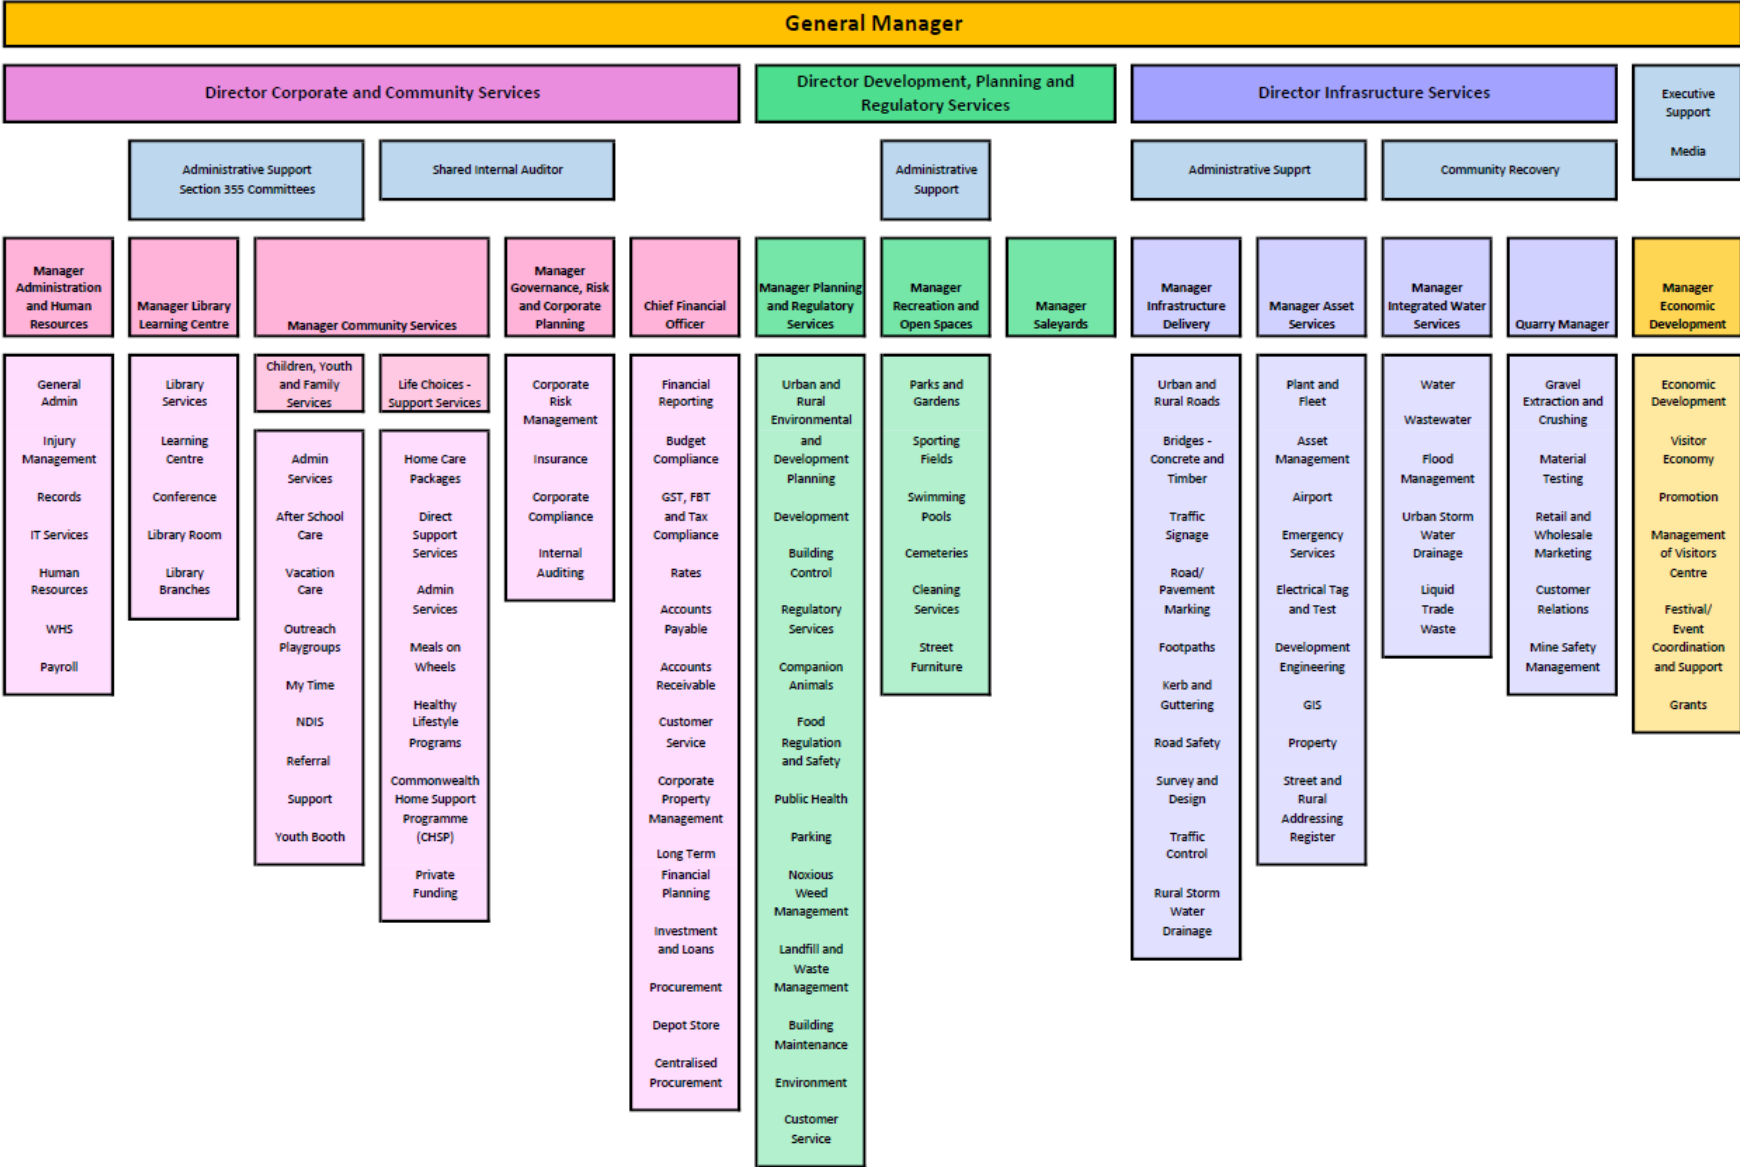 General Manager
Director Corporate and Community Services
Director Development, Planning and
Regulatory Services
Director Infrasructure Services
Executive
Support
Media
Administrative Support
Section 355 Committees
Shared Internal Auditor
Administrative
Support
Administrative Supprt
Community Recovery
Manager
Administration
and Human
Resources
Manager Library
Learning Centre
Manager Community Services
Manager
Governance, Risk
and Corporate
Planning
Chief Financial
Officer
Manager Planning
and Regulatory
Services
Manager
Recreation and
Open Spaces
Manager
Saleyards
Manager
Infrastructure
Delivery
Manager Asset
Services
Manager
Integrated Water
Services
Quarry Manager
Manager
Economic
Development
General
Admin
Injury
Management
Records
IT Services
Human
Resources
WHS
Payroll
Library
Services
Learning
Centre
Conference
Library Room
Library
Branches
Children, Youth
and Family
Services
Admin
Services
After School
Care
Vacation
Care
Outreach
Playgroups
My Time
NDIS
Referral
Support
Youth Booth
Life Choices -
Support Services
Home Care
Packages
Direct
Support
Services
Admin
Services
Meals on
Wheels
Healthy
Lifestyle
Programs
Commonwealth
Home Support
Programme
(CHSP)
Private
Funding
Corporate
Risk
Management
Insurance
Corporate
Compliance
Internal
Auditing
Financial
Reporting
Budget
Compliance
GST, FBT
and Tax
Compliance
Rates
Accounts
Payable
Accounts
Receivable
Customer
Service
Corporate
Property
Management
Long Term
Financial
Planning
Investment
and Loans
Procurement
Depot Store
Centralised
Procurement
Urban and
Rural
Environmental
and
Development
Planning
Development
Building
Control
Regulatory
Services
Companion
Animals
Food
Regulation
and Safety
Public Health
Parking
Noxious
Weed
Management
Landfill and
Waste
Management
Building
Maintenance
Environment
Customer
Service
Parks and
Gardens
Sporting
Fields
Swimming
Pools
Cemeteries
Cleaning
Services
Street
Furniture
Urban and
Rural Roads
Bridges -
Concrete and
Timber
Traffic
Signage
Road/
Pavement
Marking
Footpaths
Kerb and
Guttering
Road Safety
Survey and
Design
Traffic
Control
Rural Storm
Water
Drainage
Plant and
Fleet
Asset
Management
Airport
Emergency
Services
Electrical Tag
and Test
Development
Engineering
GIS
Property
Street and
Rural
Addressing
Register
Water
Wastewater
Flood
Management
Urban Storm
Water
Drainage
Liquid
Trade
Waste
Gravel
Extraction and
Crushing
Material
Testing
Retail and
Wholesale
Marketing
Customer
Relations
Mine Safety
Management
Economic
Development
Visitor
Economy
Promotion
Management
of Visitors
Centre
Festival/
Event
Coordination
and Support
Grants